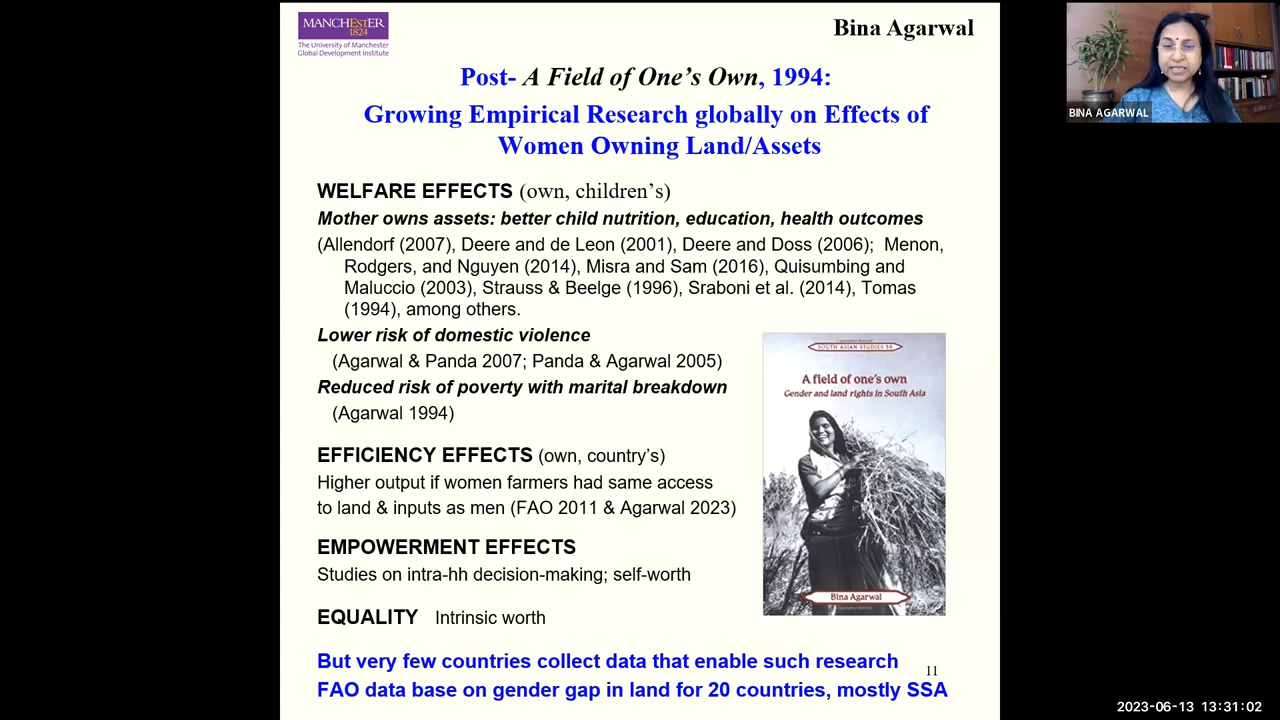 MANCHESTER
1824
The University of Manchester
Global Development Institute
Bina Agarwal
Post- A Field of One's Own, 1994:
Growing Empirical Research globally on Effects of
Women Owning Land/Assets
WELFARE EFFECTS (own, children's)
Mother owns assets: better child nutrition, education, health outcomes
(Allendorf (2007), Deere and de Leon (2001), Deere and Doss (2006); Menon,
Rodgers, and Nguyen (2014), Misra and Sam (2016), Quisumbing and
Maluccio (2003), Strauss & Beelge (1996), Sraboni et al. (2014), Tomas
(1994), among others.
Lower risk of domestic violence
(Agarwal & Panda 2007; Panda & Agarwal 2005)
Reduced risk of poverty with marital breakdown
(Agarwal 1994)
EFFICIENCY EFFECTS (own, country's)
Higher output if women farmers had same access
to land & inputs as men (FAO 2011 & Agarwal 2023)
EMPOWERMENT EFFECTS
Studies on intra-hh decision-making; self-worth
EQUALITY Intrinsic worth
But very few countries collect data that enable such research
11
FAO data base on gender gap in land for 20 countries, mostly SSA
SOUTH ASIAN STUDIES 58
A field of one's own
Gender and land rights in South Asia
Bina Agarwal
BINA AGARWAL
2023-06-13 13:31:02